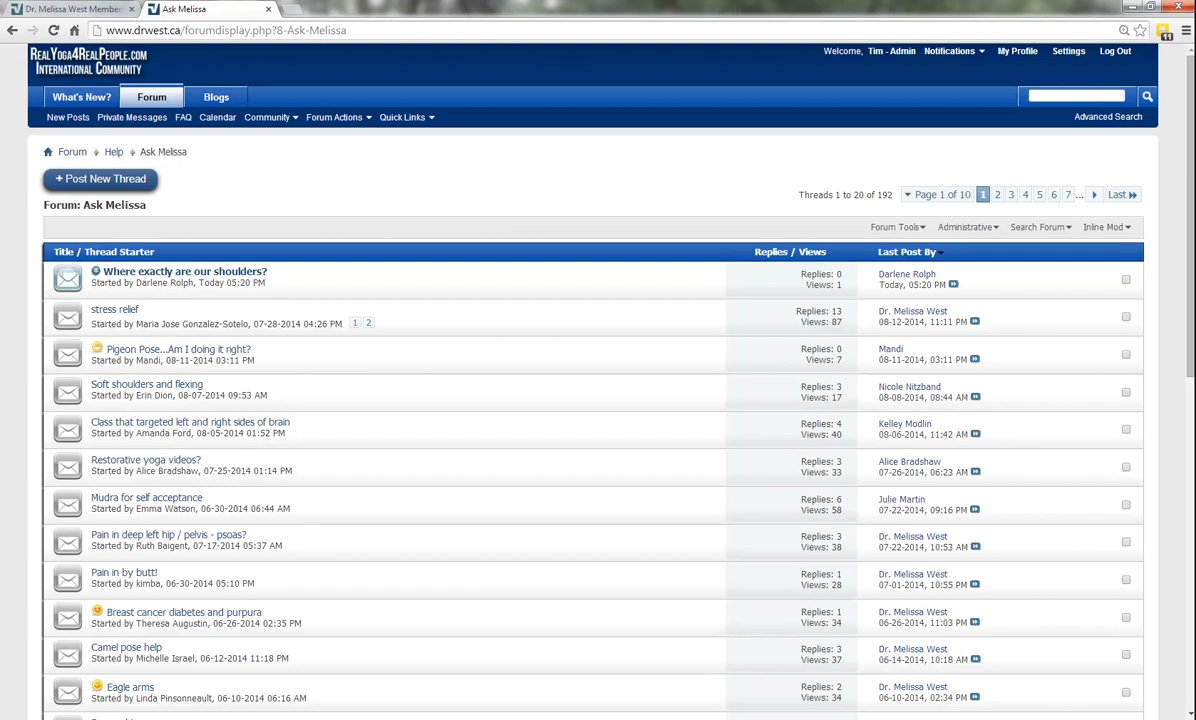 Dr. Melissa West Member
Ask Melissa
www.drwest.ca/forumdisplay.php?8-Ask-Melissa
11
REALYOGA4REALPEOPLE.COM
INTERNATIONAL COMMUNITY
Welcome, Tim - Admin Notifications My Profile Settings Log Out
What's New? Forum Blogs
New Posts Private Messages FAQ Calendar Community Forum Actions Quick Links Advanced Search
Forum Help Ask Melissa
+ Post New Thread
Threads 1 to 20 of 192 Page 1 of 10 1 2 3 4 5 6 7 ... Last
Forum: Ask Melissa
Forum Tools Administrative Search Forum Inline Mod
Title / Thread Starter Replies / Views Last Post By
Where exactly are our shoulders? Replies: 0 Darlene Rolph
Started by Darlene Rolph, Today 05:20 PM Views: 1 Today, 05:20 PM
stress relief Replies: 13 Dr. Melissa West
Started by Maria Jose Gonzalez-Sotelo, 07-28-2014 04:26 PM 1 2 Views: 87 08-12-2014, 11:11 PM
Pigeon Pose...Am I doing it right? Replies: 0 Mandi
Started by Mandi, 08-11-2014 03:11 PM Views: 7 08-11-2014, 03:11 PM
Soft shoulders and flexing Replies: 3 Nicole Nitzband
Started by Erin Dion, 08-07-2014 09:53 AM Views: 17 08-08-2014, 08:44 AM
Class that targeted left and right sides of brain Replies: 4 Kelley Modlin
Started by Amanda Ford, 08-05-2014 01:52 PM Views: 40 08-06-2014, 11:42 AM
Restorative yoga videos? Replies: 3 Alice Bradshaw
Started by Alice Bradshaw, 07-25-2014 01:14 PM Views: 33 07-26-2014, 06:23 AM
Mudra for self acceptance Replies: 6 Julie Martin
Started by Emma Watson, 06-30-2014 06:44 AM Views: 58 07-22-2014, 09:16 PM
Pain in deep left hip / pelvis - psoas? Replies: 3 Dr. Melissa West
Started by Ruth Baigent, 07-17-2014 05:37 AM Views: 38 07-22-2014, 10:53 AM
Pain in by butt! Replies: 1 Dr. Melissa West
Started by kimba, 06-30-2014 05:10 PM Views: 28 07-01-2014, 10:55 PM
Breast cancer diabetes and purpura Replies: 1 Dr. Melissa West
Started by Theresa Augustin, 06-26-2014 02:35 PM Views: 34 06-26-2014, 11:03 PM
Camel pose help Replies: 3 Dr. Melissa West
Started by Michelle Israel, 06-12-2014 11:18 PM Views: 37 06-14-2014, 10:18 AM
Eagle arms Replies: 2 Dr. Melissa West
Started by Linda Pinsonneault, 06-10-2014 06:16 AM Views: 34 06-10-2014, 02:34 PM